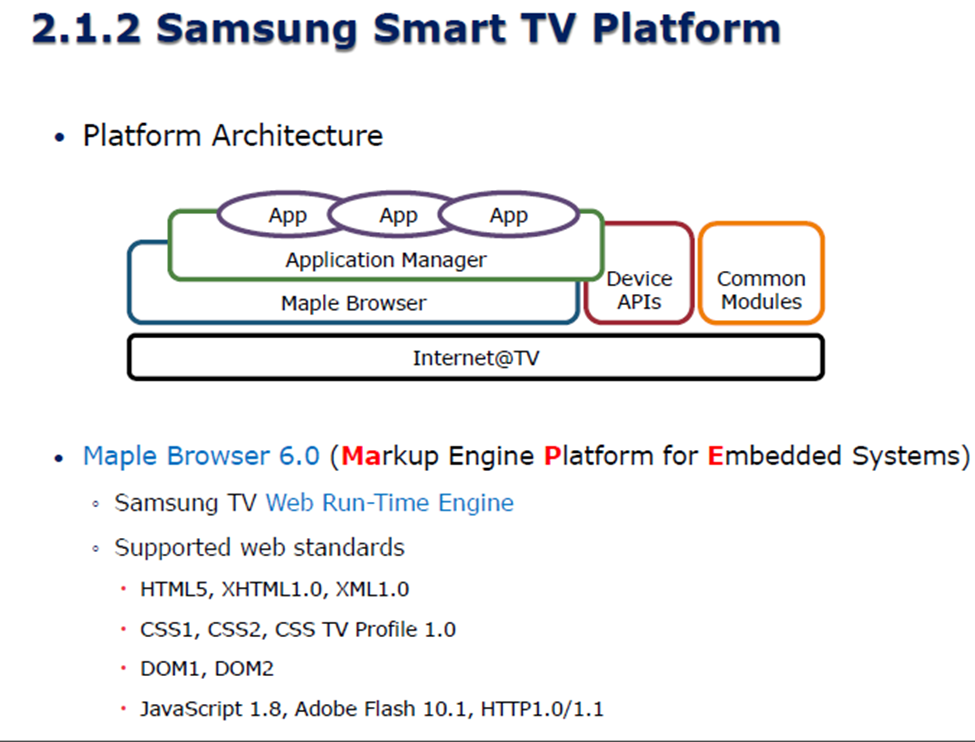 2.1.2 Samsung Smart TV Platform
• Platform Architecture
App App App
Application Manager
Maple Browser
Device
APIs
Common
Modules
Internet@TV
• Maple Browser 6.0 (Markup Engine Platform for Embedded Systems)
◦ Samsung TV Web Run-Time Engine
◦ Supported web standards
• HTML5, XHTML1.0, XML1.0
• CSS1, CSS2, CSS TV Profile 1.0
• DOM1, DOM2
• JavaScript 1.8, Adobe Flash 10.1, HTTP1.0/1.1